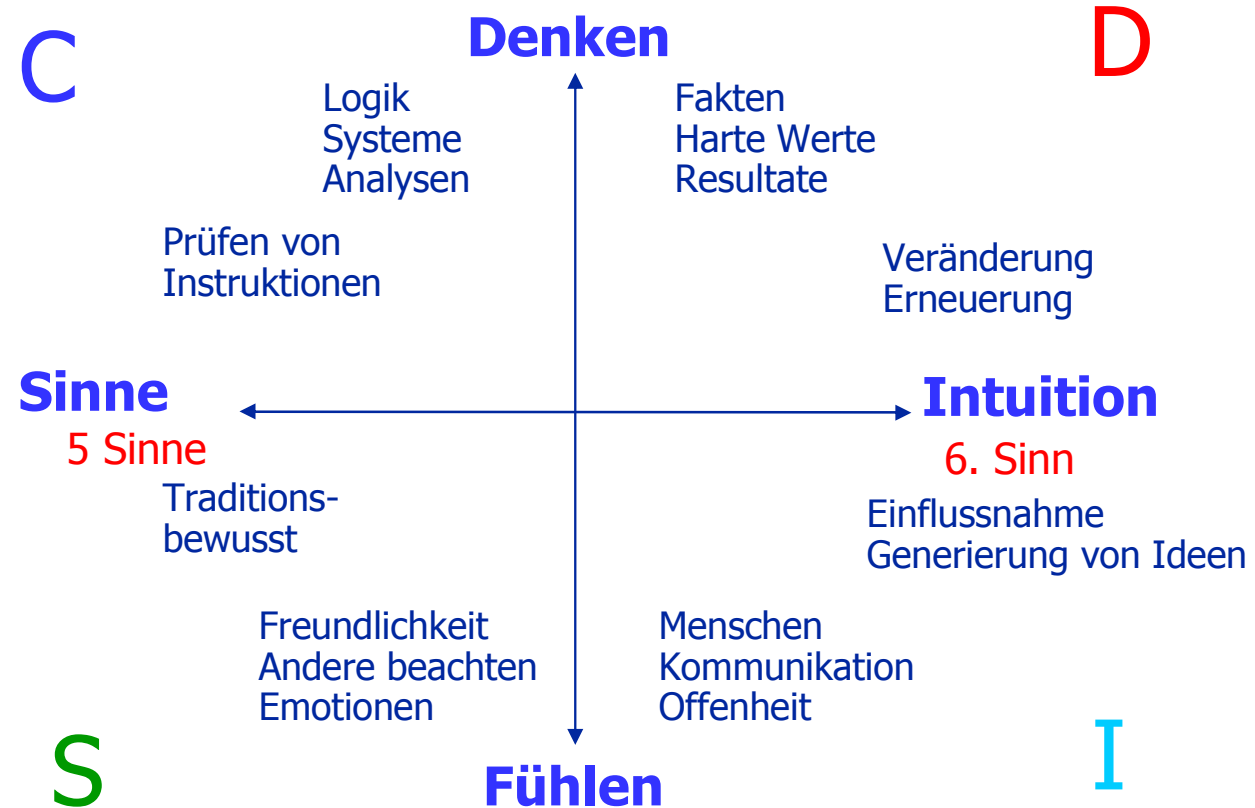 C
Denken
D
Logik
Systeme
Analysen
Fakten
Harte Werte
Resultate
Prüfen von
Instruktionen
Veränderung
Erneuerung
Sinne
5 Sinne
Intuition
6. Sinn
Traditions-
bewusst
Einflussnahme
Generierung von Ideen
Freundlichkeit
Andere beachten
Emotionen
Menschen
Kommunikation
Offenheit
S
Fühlen
I